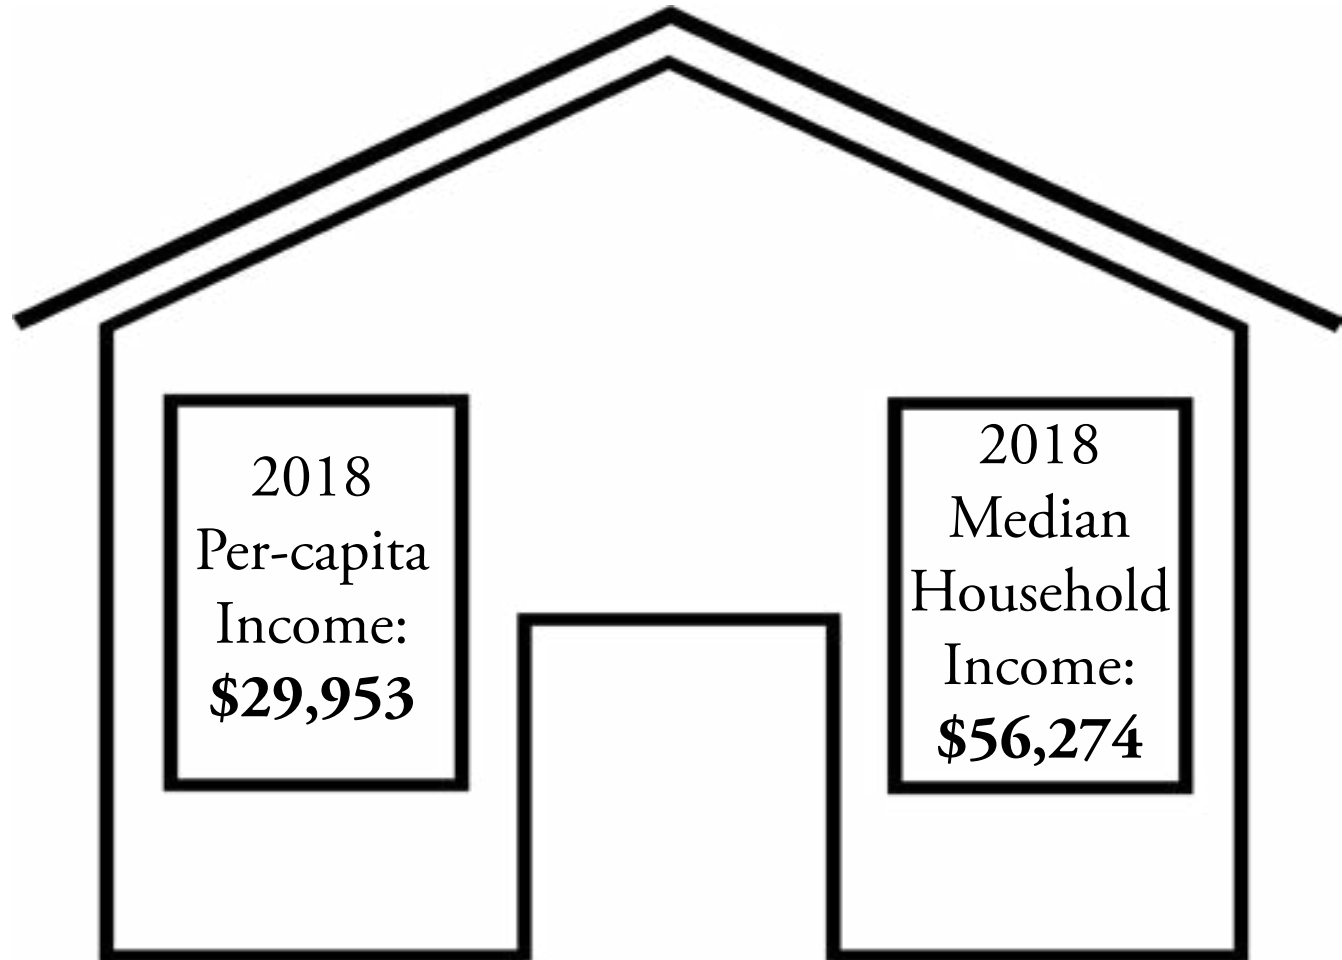 2018
Per-capita
Income:
$29,953
2018
Median
Household
Income:
$56,274